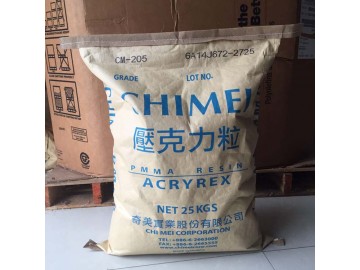 CM-205 6A14J672-2725
GRADE LOT NO.
CHIMEI
壓克力粒
PMMA RESIN
ACRYREX
NET 25 KGS
奇美實業股份有限公司
CHI MEI CORPORATION